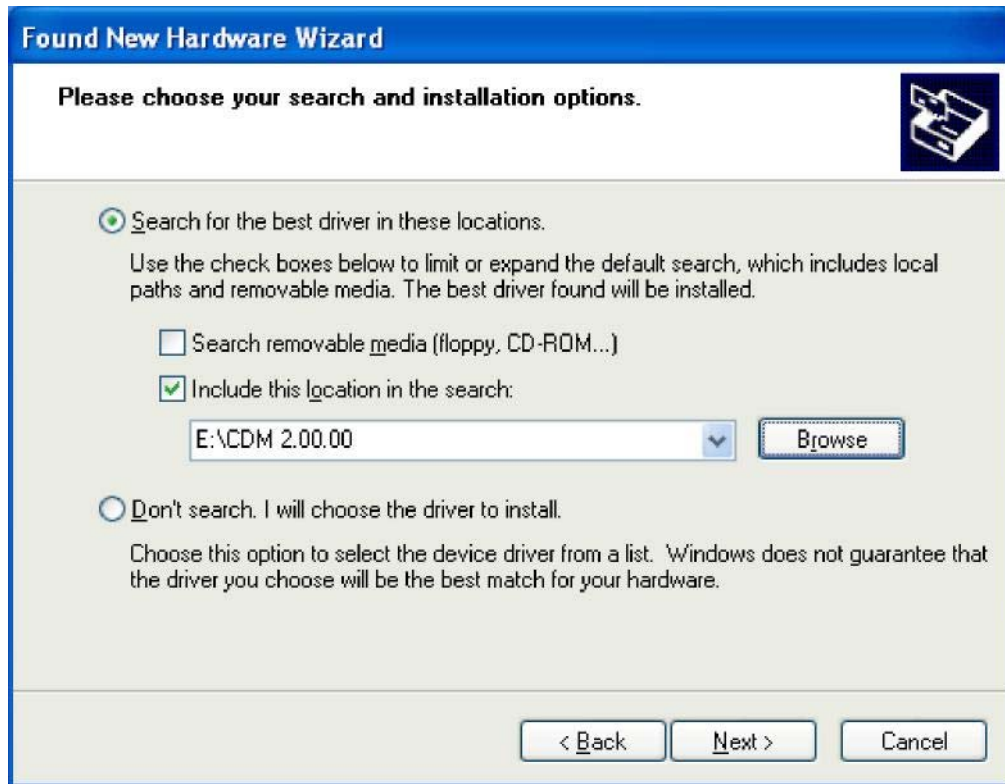 Found New Hardware Wizard
Please choose your search and installation options.
Search for the best driver in these locations.
Use the check boxes below to limit or expand the default search, which includes local
paths and removable media. The best driver found will be installed.
Search removable media (floppy, CD-ROM...)
Include this location in the search:
E:\CDM 2.00.00
Browse
Don't search. I will choose the driver to install.
Choose this option to select the device driver from a list. Windows does not guarantee that
the driver you choose will be the best match for your hardware.
< Back Next > Cancel